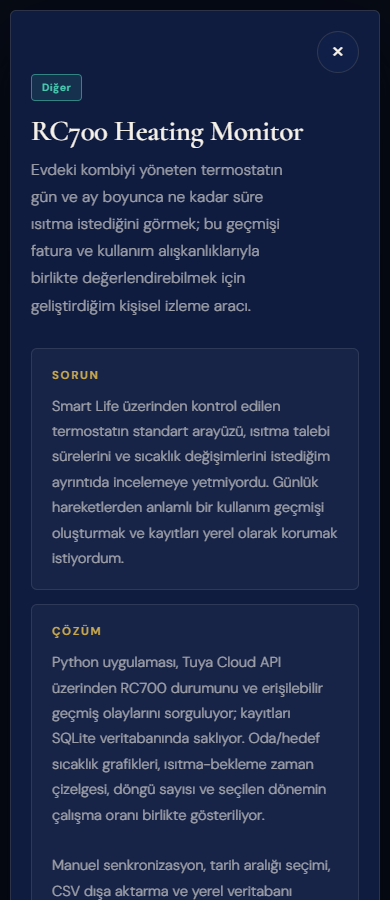 ×
Diğer
RC700 Heating Monitor
Evdeki kombiyi yöneten termostatın
gün ve ay boyunca ne kadar süre
ısıtma istediğini görmek; bu geçmişi
fatura ve kullanım alışkanlıklarıyla
birlikte değerlendirebilmek için
geliştirdiğim kişisel izleme aracı.
SORUN
Smart Life üzerinden kontrol edilen
termostatın standart arayüzü, ısıtma talebi
sürelerini ve sıcaklık değişimlerini istediğim
ayrıntıda incelemeye yetmiyordu. Günlük
hareketlerden anlamlı bir kullanım geçmişi
oluşturmak ve kayıtları yerel olarak korumak
istiyordum.
ÇÖZÜM
Python uygulaması, Tuya Cloud API
üzerinden RC700 durumunu ve erişilebilir
geçmiş olaylarını sorguluyor; kayıtları
SQLite veritabanında saklıyor. Oda/hedef
sıcaklık grafikleri, ısıtma-bekleme zaman
çizelgesi, döngü sayısı ve seçilen dönemin
çalışma oranı birlikte gösteriliyor.
Manuel senkronizasyon, tarih aralığı seçimi,
CSV dışa aktarma ve yerel veritabanı